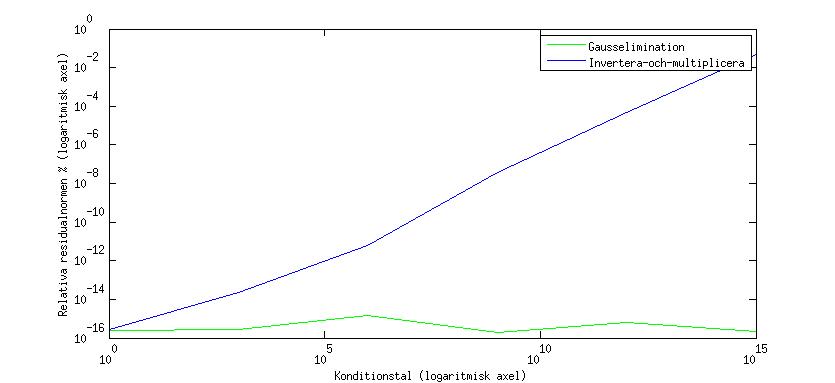 10^0
10^-2
10^-4
10^-6
10^-8
10^-10
10^-12
10^-14
10^-16
Relativa residualnormen % (logaritmisk axel)
Gausselimination
Invertera-och-multiplicera
10^0 10^5 10^10 10^15
Konditionstal (logaritmisk axel)